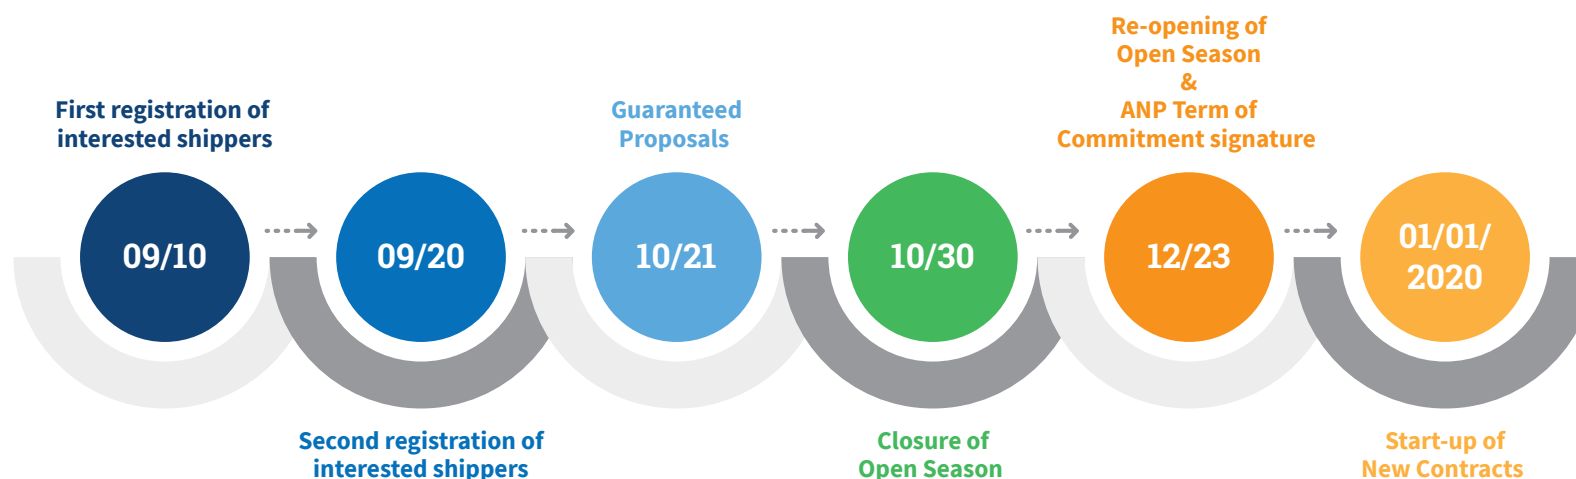 First registration of
interested shippers
09/10
09/20
Second registration of
interested shippers
Guaranteed
Proposals
10/21
10/30
Closure of
Open Season
Re-opening of
Open Season
&
ANP Term of
Commitment signature
12/23
01/01/
2020
Start-up of
New Contracts